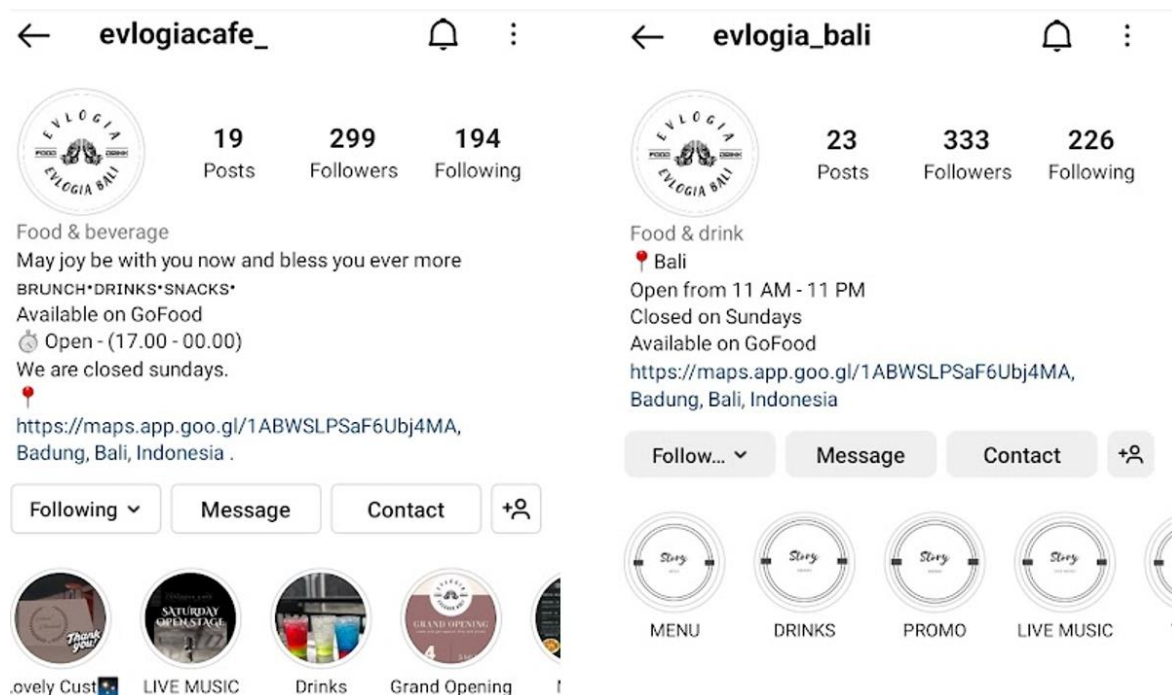 evlogiacafe_
EVLOGIA
FOOD DRINK
EVLOGIA BALI
19 299 194
Posts Followers Following
Food & beverage
May joy be with you now and bless you ever more
BRUNCH•DRINKS•SNACKS•
Available on GoFood
Open - (17.00 - 00.00)
We are closed sundays.
https://maps.app.goo.gl/1ABWSLPSaF6Ubj4MA,
Badung, Bali, Indonesia .
Following
Message
Contact
Thank you!
SATURDAY
OPEN STAGE
EVLOGIA
GRAND OPENING
4
ovely Cust
LIVE MUSIC
Drinks
Grand Opening
evlogia_bali
EVLOGIA
FOOD DRINK
EVLOGIA BALI
23 333 226
Posts Followers Following
Food & drink
Bali
Open from 11 AM - 11 PM
Closed on Sundays
Available on GoFood
https://maps.app.goo.gl/1ABWSLPSaF6Ubj4MA,
Badung, Bali, Indonesia
Follow...
Message
Contact
Story
Story
Story
Story
MENU
DRINKS
PROMO
LIVE MUSIC